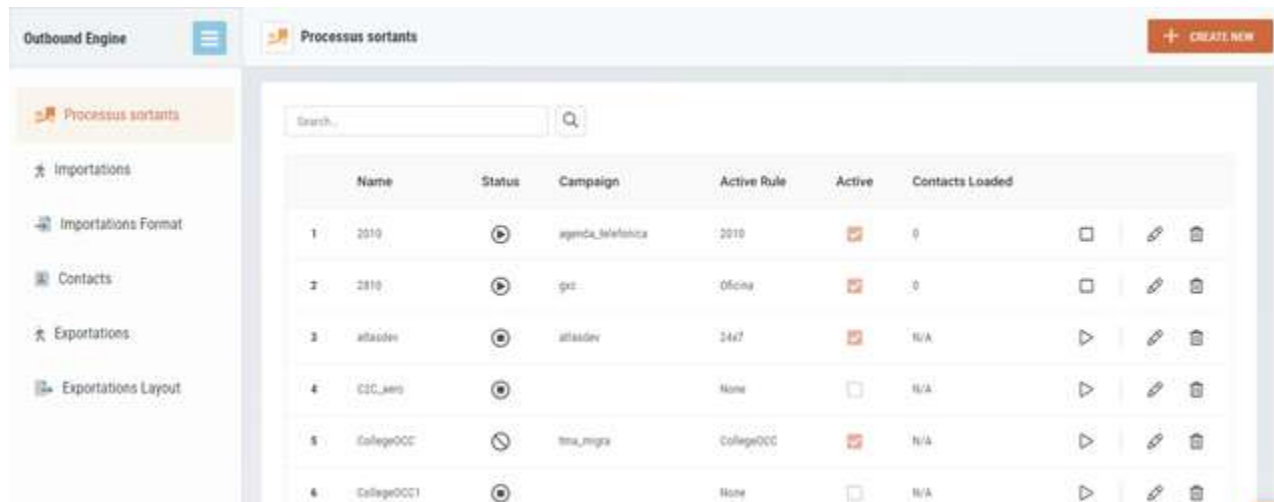 Outbound Engine
Processus sortants
+ CREATE NEW
Processus sortants
Importations
Importations Format
Contacts
Exportations
Exportations Layout
Search..
Name Status Campaign Active Rule Active Contacts Loaded
1 2010 agenda_telefonica 2010 0
2 2810 gxc Oficina 0
3 atlasdev atlasdev 24x7 N/A
4 C2C_aero None N/A
5 CollegeOCC tma_migra CollegeOCC N/A
6 CollegeOCC1 None N/A